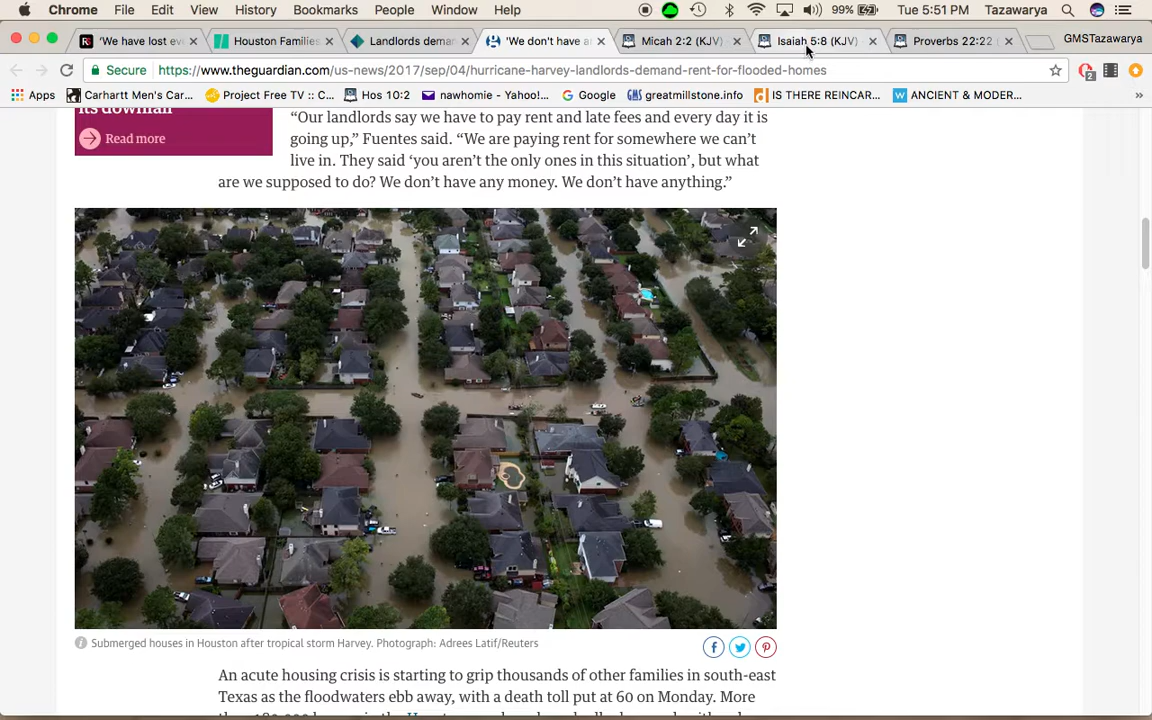 Chrome File Edit View History Bookmarks People Window Help 99% Tue 5:51 PM Tazawarya
'We have lost ev Houston Families Landlords dema 'We don't have a Micah 2:2 (KJV) Isaiah 5:8 (KJV) Proverbs 22:22 GMSTazawarya
Secure https://www.theguardian.com/us-news/2017/sep/04/hurricane-harvey-landlords-demand-rent-for-flooded-homes 2
Apps Carhartt Men's Car... Project Free TV :: C... Hos 10:2 nawhomie - Yahoo!... Google greatmillstone.info IS THERE REINCAR... ANCIENT & MODER... »
its downfall
Read more
“Our landlords say we have to pay rent and late fees and every day it is
going up,” Fuentes said. “We are paying rent for somewhere we can’t
live in. They said ‘you aren’t the only ones in this situation’, but what
are we supposed to do? We don’t have any money. We don’t have anything.”
Submerged houses in Houston after tropical storm Harvey. Photograph: Adrees Latif/Reuters
An acute housing crisis is starting to grip thousands of other families in south-east
Texas as the floodwaters ebb away, with a death toll put at 60 on Monday. More